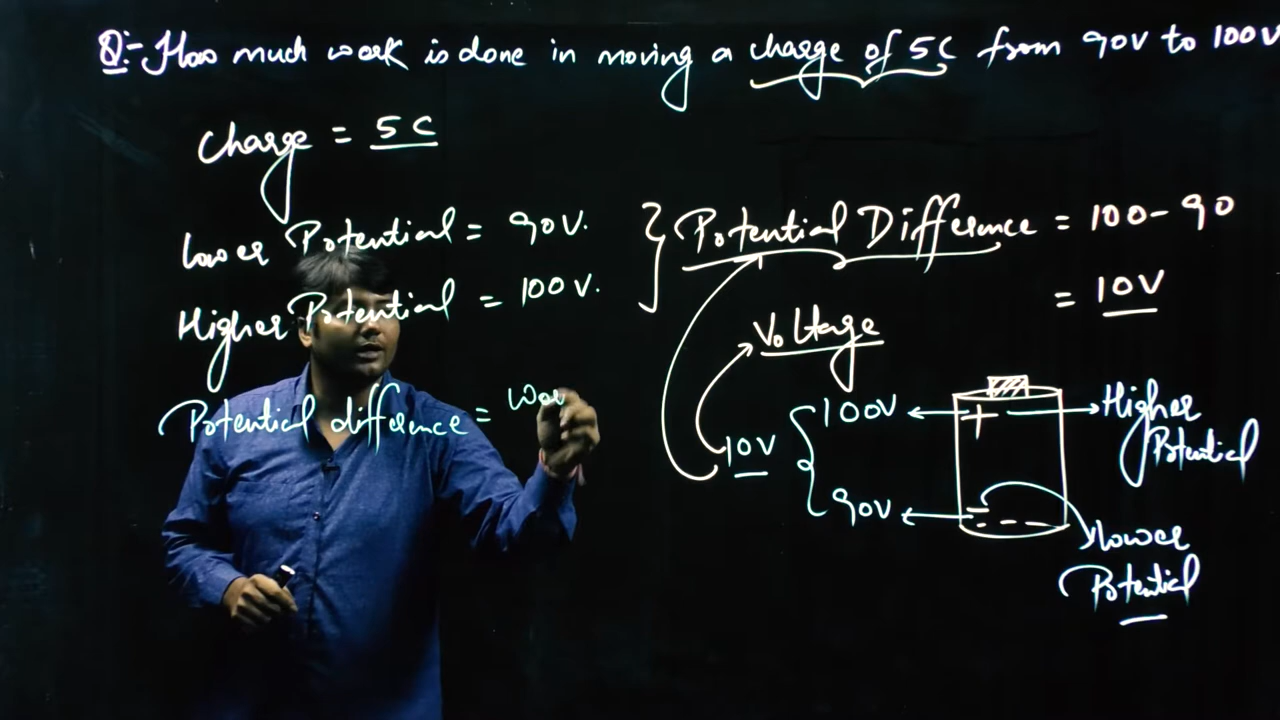 Q:- How much work is done in moving a charge of 5C from 90V to 100V
Charge = 5C
Lower Potential = 90V.
Higher Potential = 100V.
} Potential Difference = 100-90
= 10V
Potential difference =
Voltage
10V { 100V
90V
+
- - - -
Higher Potential
Lower Potential